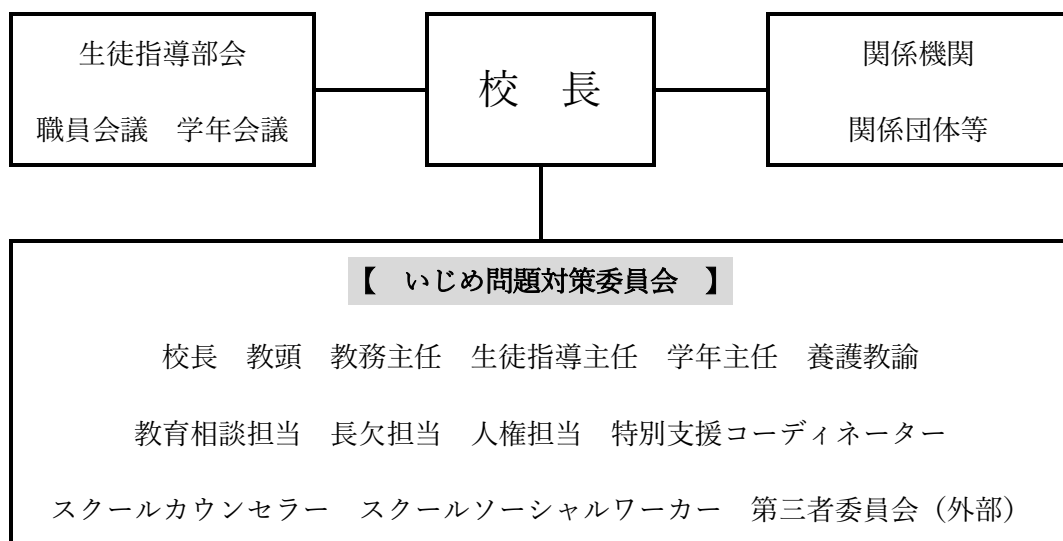 生徒指導部会
職員会議　学年会議
校　長
関係機関
関係団体等
【　いじめ問題対策委員会　】
校長　教頭　教務主任　生徒指導主任　学年主任　養護教諭
教育相談担当　長欠担当　人権担当　特別支援コーディネーター
スクールカウンセラー　スクールソーシャルワーカー　第三者委員会（外部）